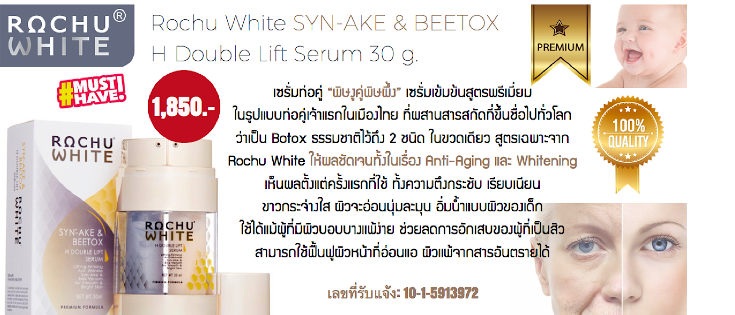 ROCHU®
WHITE
Rochu White SYN-AKE & BEETOX
H Double Lift Serum 30 g.
PREMIUM
#MUST
HAVE!
1,850.-
เซรั่มท่อคู่ “พิษงูคู่พิษผึ้ง” เซรั่มเข้มข้นสูตรพรีเมี่ยม
ในรูปแบบท่อคู่เจ้าแรกในเมืองไทย ที่ผสานสารสกัดที่ขึ้นชื่อไปทั่วโลก
ว่าเป็น Botox ธรรมชาติไว้ถึง 2 ชนิด ในขวดเดียว สูตรเฉพาะจาก
Rochu White ให้ผลชัดเจนทั้งในเรื่อง Anti-Aging และ Whitening
เห็นผลตั้งแต่ครั้งแรกที่ใช้ ทั้งความตึงกระชับ เรียบเนียน
ขาวกระจ่างใส ผิวจะอ่อนนุ่มละมุน อิ่มน้ำแบบผิวของเด็ก
ใช้ได้แม้ผู้ที่มีผิวบอบบางแพ้ง่าย ช่วยลดการอักเสบของผู้ที่เป็นสิว
สามารถใช้ฟื้นฟูผิวหน้าที่อ่อนแอ ผิวแพ้จากสารอันตรายได้
เลขที่รับแจ้ง: 10-1-5913972
100%
QUALITY
ROCHU
WHITE
SYN-AKE &
BEETOX
H DOUBLE LIFT
SERUM
PREMIUM FORMULA
ROCHU
WHITE
H DOUBLE LIFT
SERUM
PREMIUM FORMULA